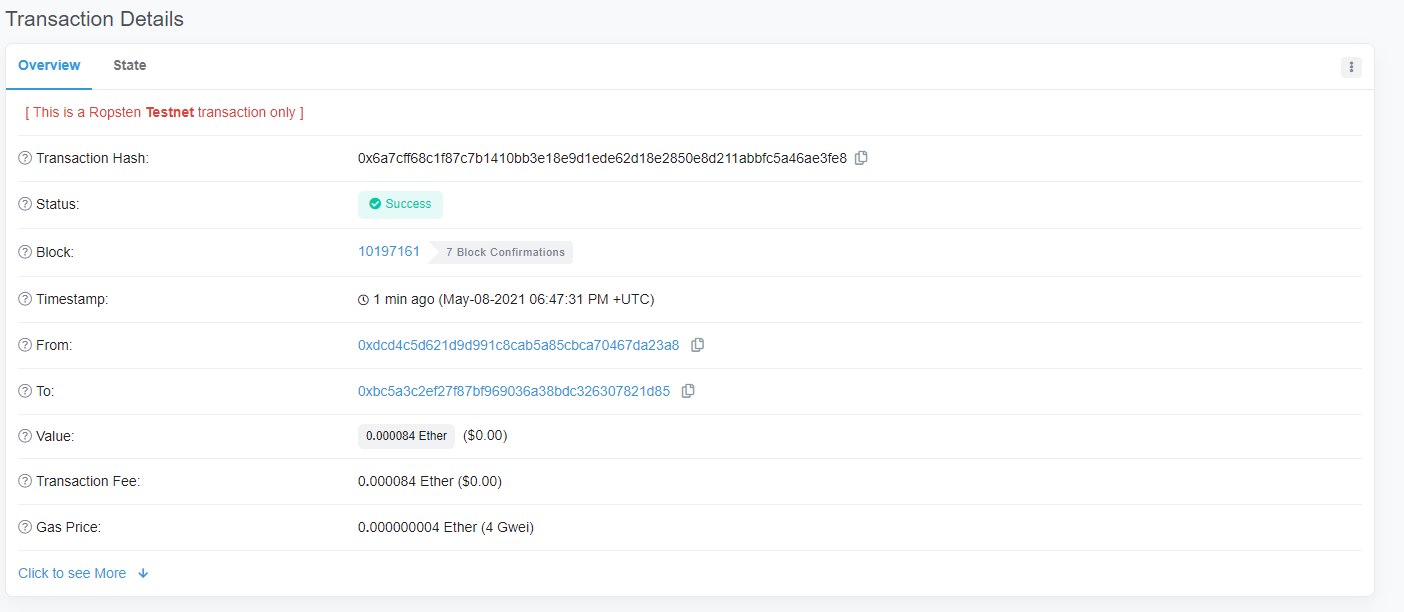 Transaction Details
Overview State
[ This is a Ropsten Testnet transaction only ]
Transaction Hash: 0x6a7cff68c1f87c7b1410bb3e18e9d1ede62d18e2850e8d211abbfc5a46ae3fe8
Status: Success
Block: 10197161 7 Block Confirmations
Timestamp: 1 min ago (May-08-2021 06:47:31 PM +UTC)
From: 0xdcd4c5d621d9d991c8cab5a85cbca70467da23a8
To: 0xbc5a3c2ef27f87bf969036a38bdc326307821d85
Value: 0.000084 Ether ($0.00)
Transaction Fee: 0.000084 Ether ($0.00)
Gas Price: 0.000000004 Ether (4 Gwei)
Click to see More